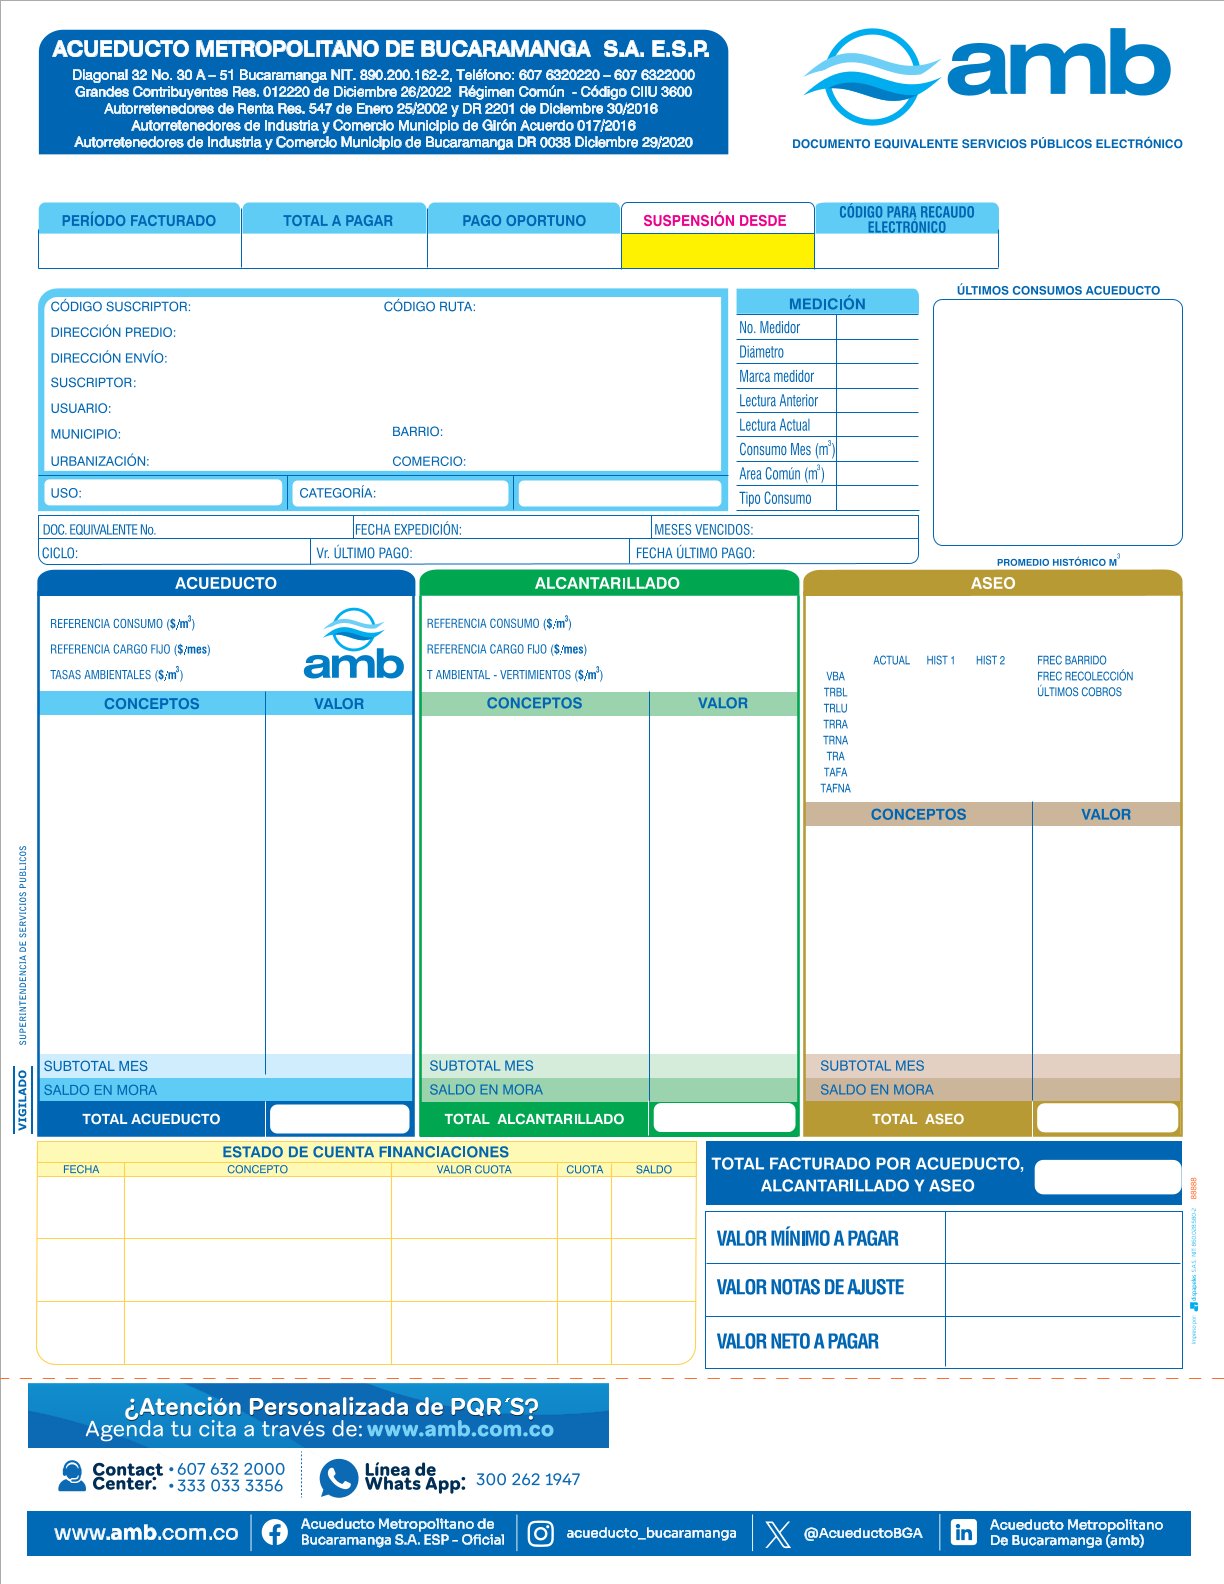 ACUEDUCTO METROPOLITANO DE BUCARAMANGA S.A. E.S.P.
Diagonal 32 No. 30 A – 51 Bucaramanga NIT. 890.200.162-2, Teléfono: 607 6320220 – 607 6322000
Grandes Contribuyentes Res. 012220 de Diciembre 26/2022 Régimen Común - Código CIIU 3600
Autorretenedores de Renta Res. 547 de Enero 25/2002 y DR 2201 de Diciembre 30/2016
Autorretenedores de Industria y Comercio Municipio de Girón Acuerdo 017/2016
Autorretenedores de Industria y Comercio Municipio de Bucaramanga DR 0038 Diciembre 29/2020
amb
DOCUMENTO EQUIVALENTE SERVICIOS PÚBLICOS ELECTRÓNICO
PERÍODO FACTURADO
TOTAL A PAGAR
PAGO OPORTUNO
SUSPENSIÓN DESDE
CÓDIGO PARA RECAUDO
ELECTRÓNICO
CÓDIGO SUSCRIPTOR: CÓDIGO RUTA:
DIRECCIÓN PREDIO:
DIRECCIÓN ENVÍO:
SUSCRIPTOR:
USUARIO:
MUNICIPIO: BARRIO:
URBANIZACIÓN: COMERCIO:
USO: CATEGORÍA:
MEDICIÓN
No. Medidor
Diámetro
Marca medidor
Lectura Anterior
Lectura Actual
Consumo Mes (m³)
Area Común (m³)
Tipo Consumo
ÚLTIMOS CONSUMOS ACUEDUCTO
PROMEDIO HISTÓRICO M³
DOC. EQUIVALENTE No. FECHA EXPEDICIÓN: MESES VENCIDOS:
CICLO: Vr. ÚLTIMO PAGO: FECHA ÚLTIMO PAGO:
ACUEDUCTO
REFERENCIA CONSUMO ($/m³)
REFERENCIA CARGO FIJO ($/mes)
TASAS AMBIENTALES ($/m³)
amb
CONCEPTOS VALOR
SUBTOTAL MES
SALDO EN MORA
TOTAL ACUEDUCTO
ALCANTARILLADO
REFERENCIA CONSUMO ($/m³)
REFERENCIA CARGO FIJO ($/mes)
T AMBIENTAL - VERTIMIENTOS ($/m³)
CONCEPTOS VALOR
SUBTOTAL MES
SALDO EN MORA
TOTAL ALCANTARILLADO
ASEO
ACTUAL HIST 1 HIST 2 FREC BARRIDO
VBA FREC RECOLECCIÓN
TRBL ÚLTIMOS COBROS
TRLU
TRRA
TRNA
TRA
TAFA
TAFNA
CONCEPTOS VALOR
SUBTOTAL MES
SALDO EN MORA
TOTAL ASEO
VIGILADO SUPERINTENDENCIA DE SERVICIOS PUBLICOS
ESTADO DE CUENTA FINANCIACIONES
FECHA CONCEPTO VALOR CUOTA CUOTA SALDO
TOTAL FACTURADO POR ACUEDUCTO,
ALCANTARILLADO Y ASEO
VALOR MÍNIMO A PAGAR
VALOR NOTAS DE AJUSTE
VALOR NETO A PAGAR
88888
¿Atención Personalizada de PQR´S?
Agenda tu cita a través de: www.amb.com.co
Contact
Center:
• 607 632 2000
• 333 033 3356
Línea de
Whats App:
300 262 1947
www.amb.com.co
Acueducto Metropolitano de
Bucaramanga S.A. ESP - Oficial
acueducto_bucaramanga
@AcueductoBGA
Acueducto Metropolitano
De Bucaramanga (amb)